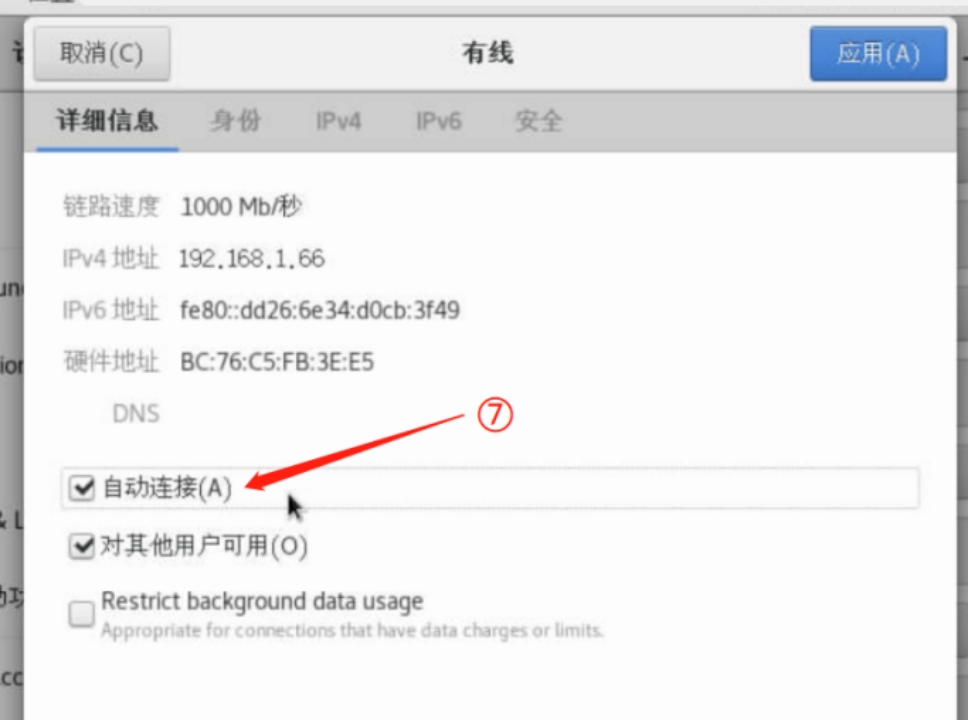 取消(C)
有线
应用(A)
详细信息
身份
IPv4
IPv6
安全
链路速度 1000 Mb/秒
IPv4 地址 192.168.1.66
IPv6 地址 fe80::dd26:6e34:d0cb:3f49
硬件地址 BC:76:C5:FB:3E:E5
DNS
⑦
自动连接(A)
对其他用户可用(O)
Restrict background data usage
Appropriate for connections that have data charges or limits.